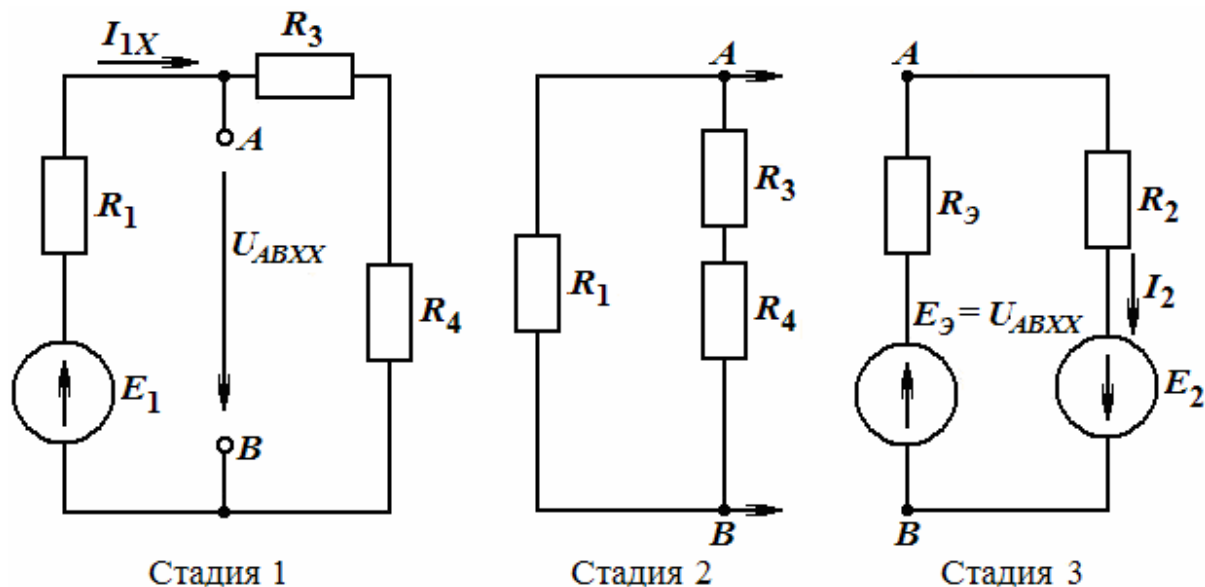 I1X
R3
A
R1
UABXX
R4
E1
B
Стадия 1
A
R3
R1
R4
B
Стадия 2
A
RЭ
R2
I2
EЭ = UABXX
E2
B
Стадия 3